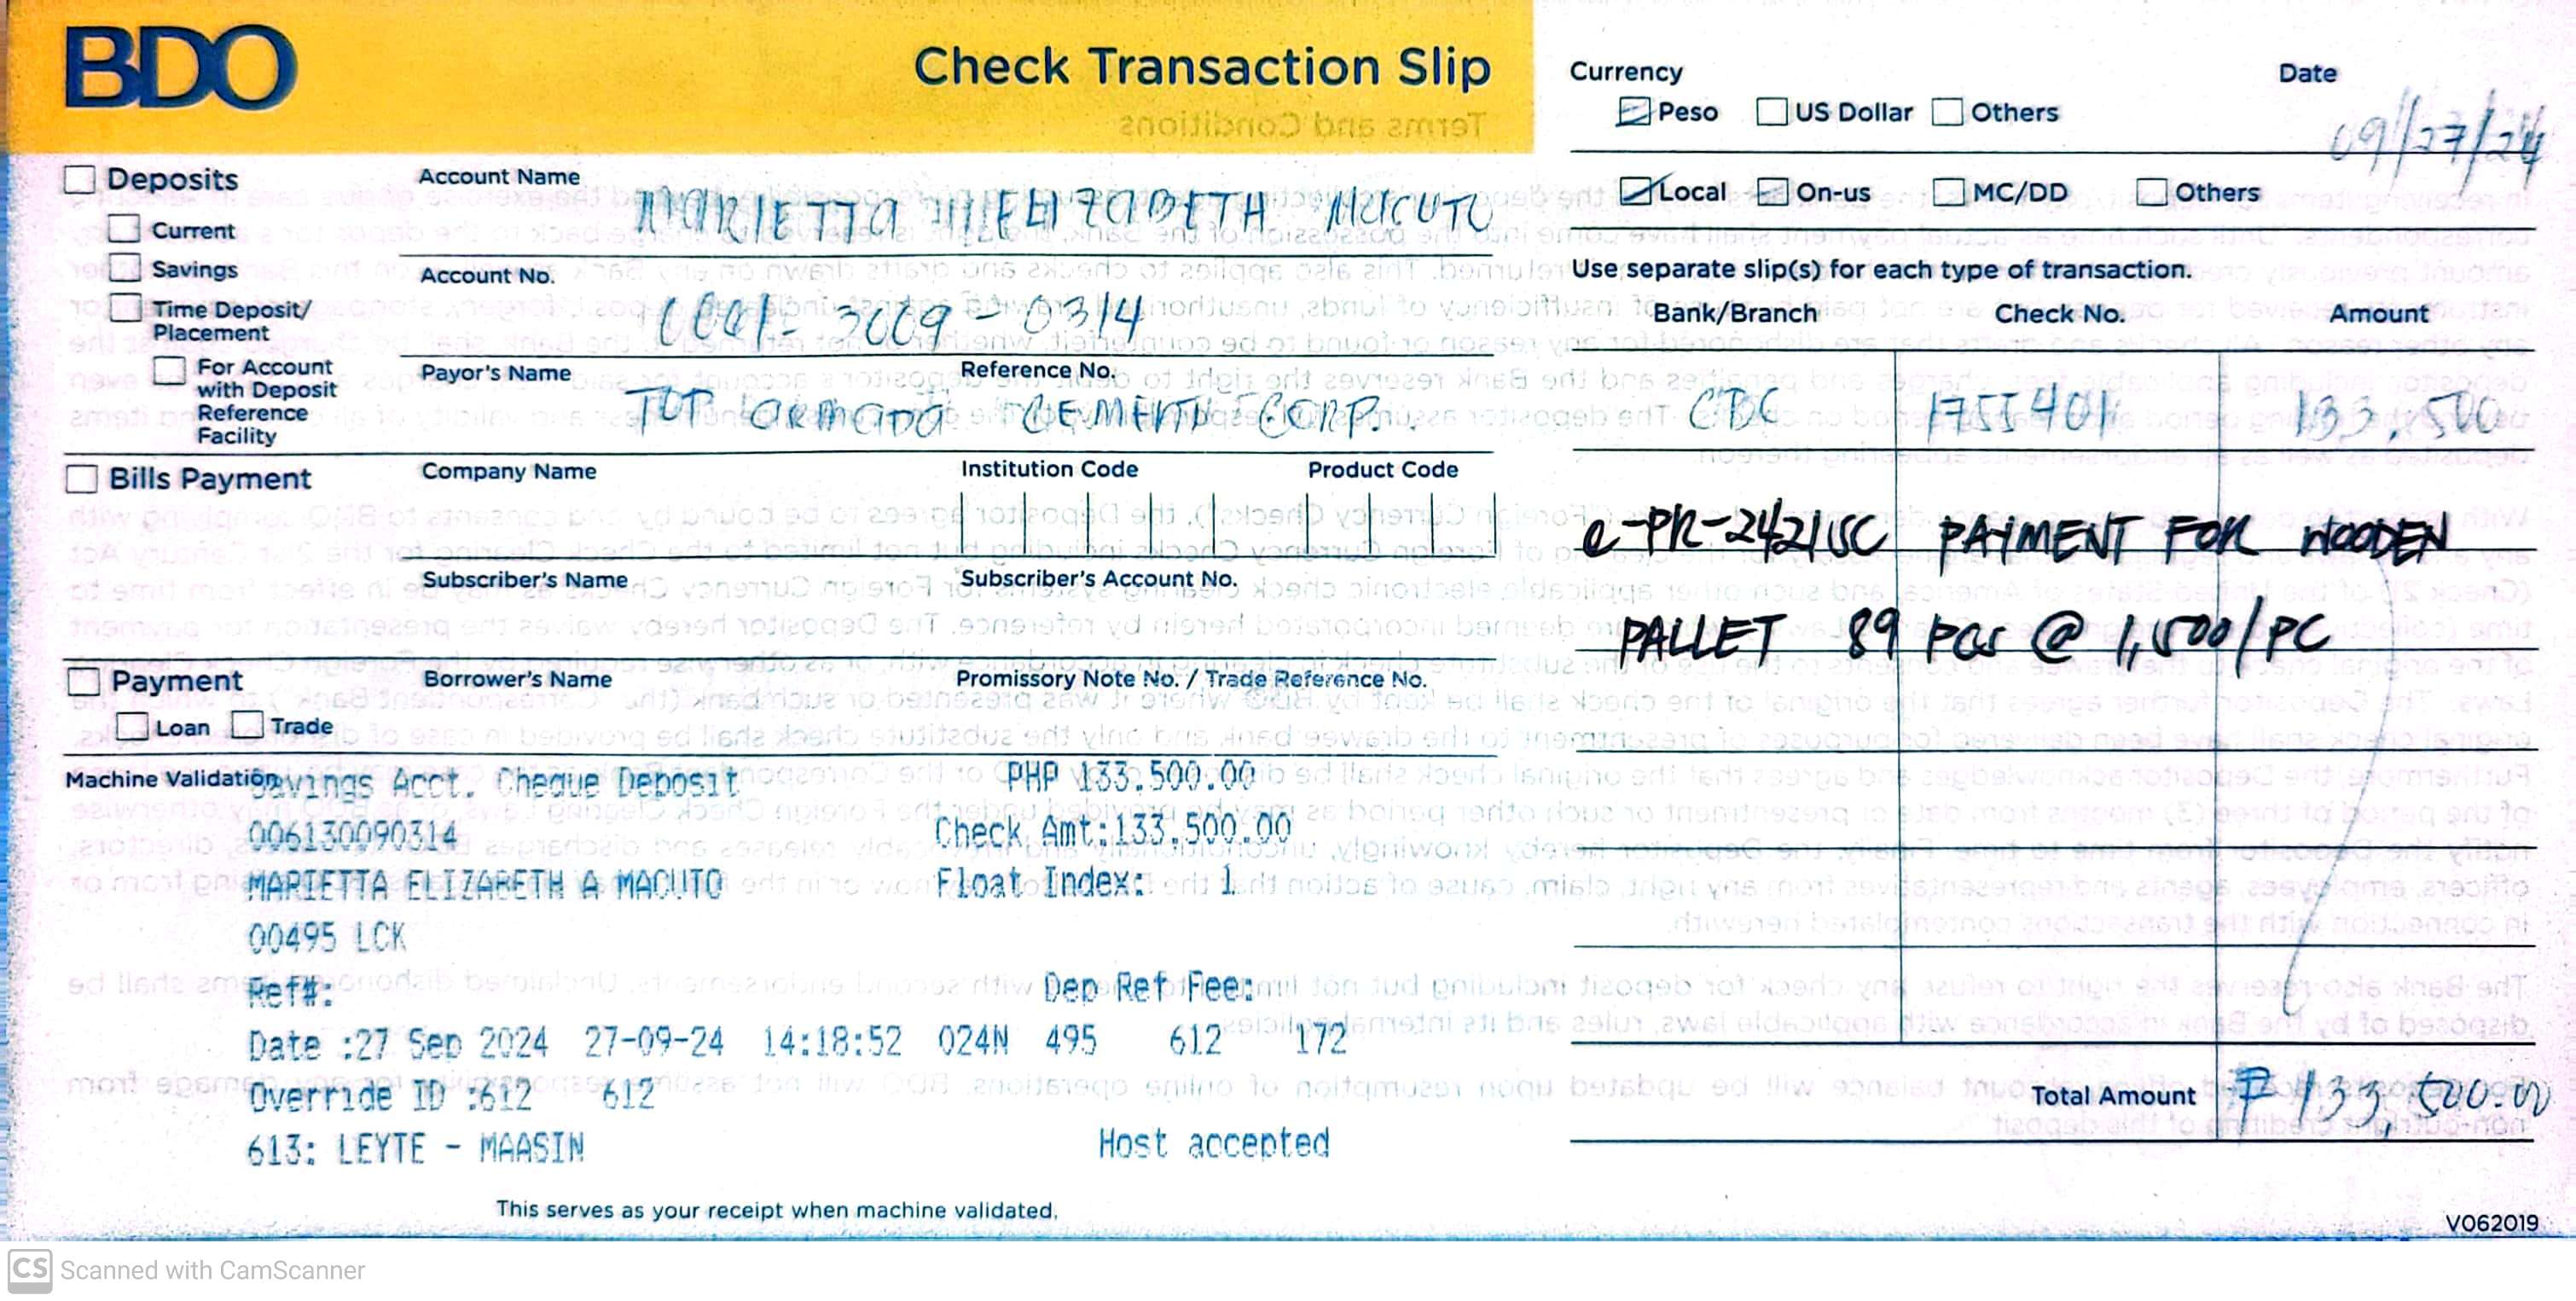 BDO
Check Transaction Slip
Currency
Date
Peso US Dollar Others
09/27/24
Local On-us MC/DD Others
Deposits
Current
Savings
Time Deposit/
Placement
For Account
with Deposit
Reference
Facility
Account Name
MARIETTA ELIZABETH MACUTO
Account No.
3009-0314
Payor's Name
Reference No.
CEMENT CORP.
Use separate slip(s) for each type of transaction.
Bank/Branch Check No. Amount
CBC 1755401 133,500
e-PR-2421SC PAYMENT FOR WOODEN
PALLET 89 PCS @ 1,500/PC
Bills Payment
Company Name
Institution Code
Product Code
Subscriber's Name
Subscriber's Account No.
Payment
Loan Trade
Borrower's Name
Promissory Note No. / Trade Reference No.
Machine Validation
Savings Acct. Cheque Deposit PHP 133,500.00
006130090314 Check Amt:133,500.00
MARIETTA ELIZABETH A MACUTO Float Index: 1
00495 LCK
Ref#: Dep Ref Fee:
Date :27 Sep 2024 27-09-24 14:18:52 024N 495 612 172
Override ID :612 612
613: LEYTE - MAASIN Host accepted
Total Amount ₱133,500.00
This serves as your receipt when machine validated.
V062019
CS Scanned with CamScanner